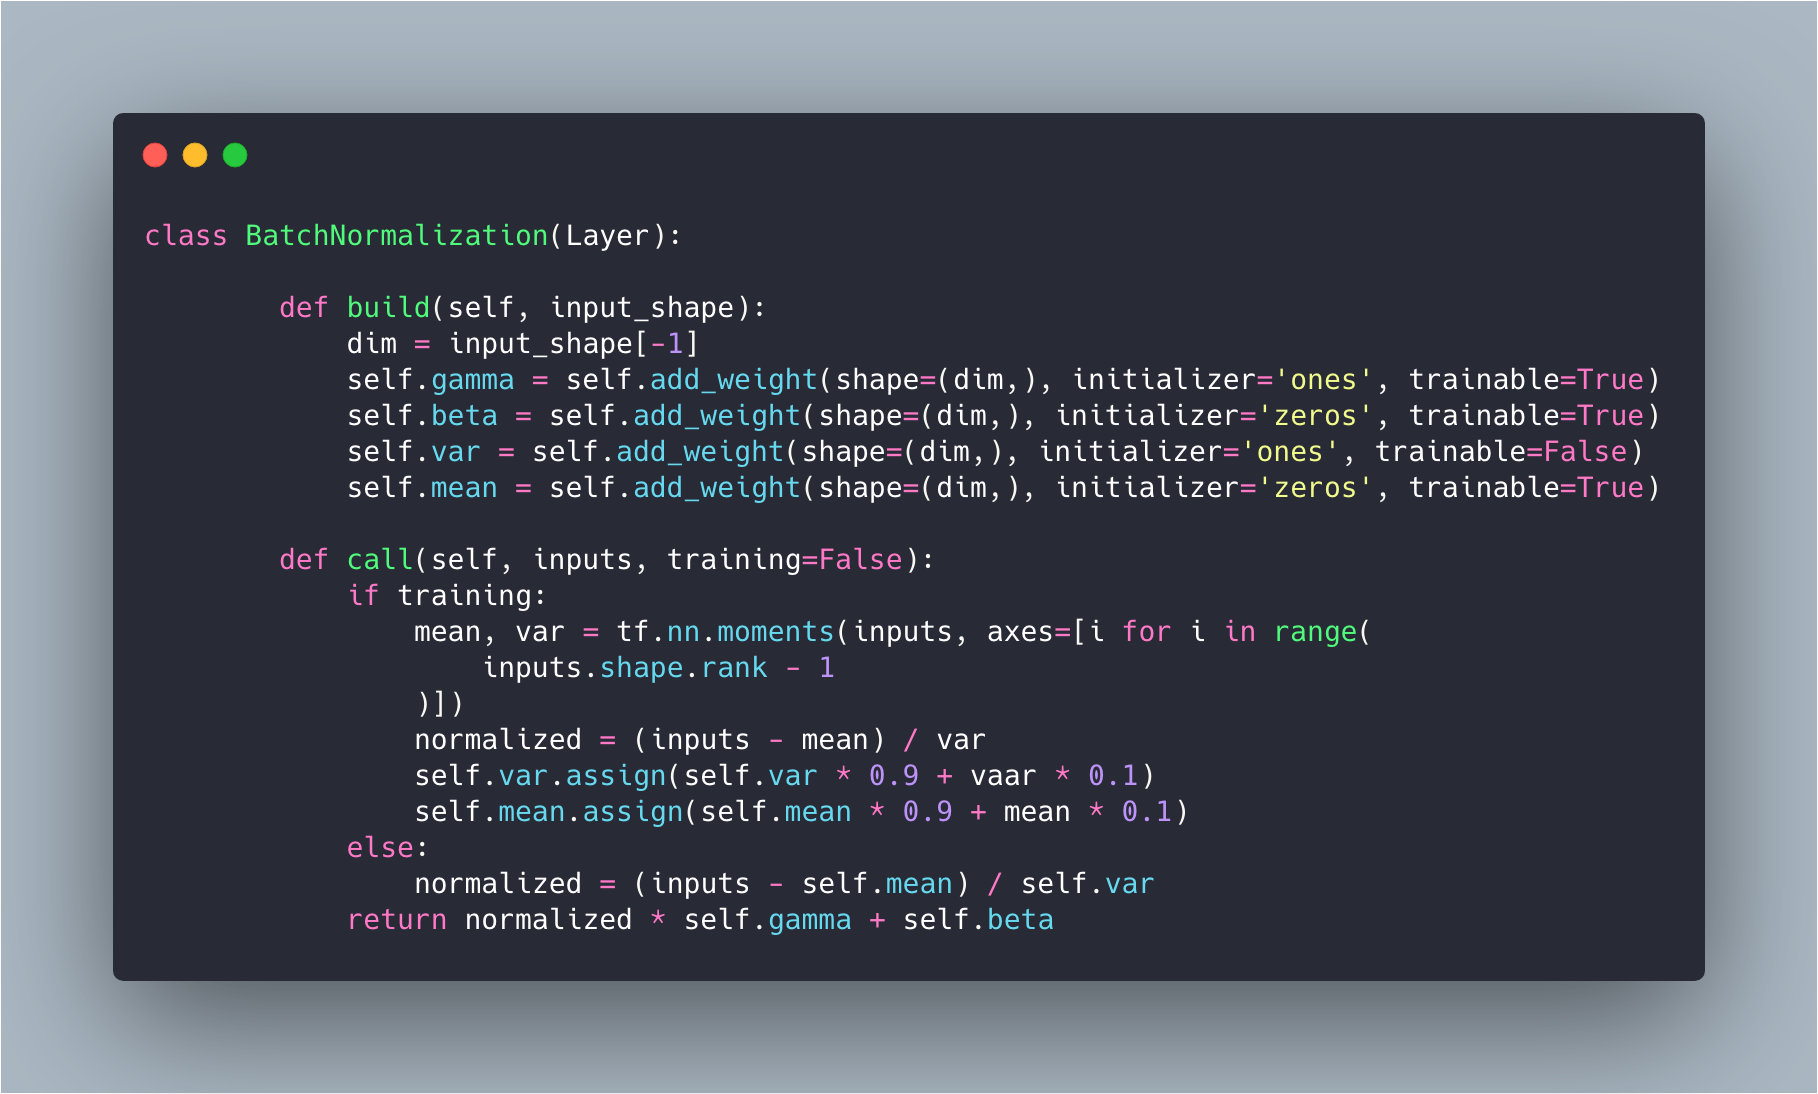 class BatchNormalization(Layer):
def build(self, input_shape):
dim = input_shape[-1]
self.gamma = self.add_weight(shape=(dim,), initializer='ones', trainable=True)
self.beta = self.add_weight(shape=(dim,), initializer='zeros', trainable=True)
self.var = self.add_weight(shape=(dim,), initializer='ones', trainable=False)
self.mean = self.add_weight(shape=(dim,), initializer='zeros', trainable=True)
def call(self, inputs, training=False):
if training:
mean, var = tf.nn.moments(inputs, axes=[i for i in range(
inputs.shape.rank - 1
)])
normalized = (inputs - mean) / var
self.var.assign(self.var * 0.9 + vaar * 0.1)
self.mean.assign(self.mean * 0.9 + mean * 0.1)
else:
normalized = (inputs - self.mean) / self.var
return normalized * self.gamma + self.beta